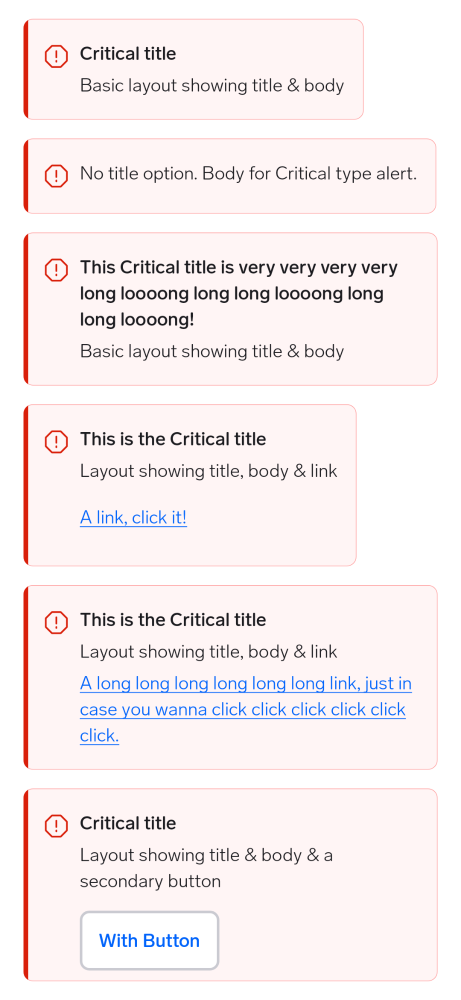 Critical title
Basic layout showing title & body
No title option. Body for Critical type alert.
This Critical title is very very very very
long loooong long long loooong long
long loooong!
Basic layout showing title & body
This is the Critical title
Layout showing title, body & link
A link, click it!
This is the Critical title
Layout showing title, body & link
A long long long long long long link, just in
case you wanna click click click click click
click.
Critical title
Layout showing title & body & a
secondary button
With Button